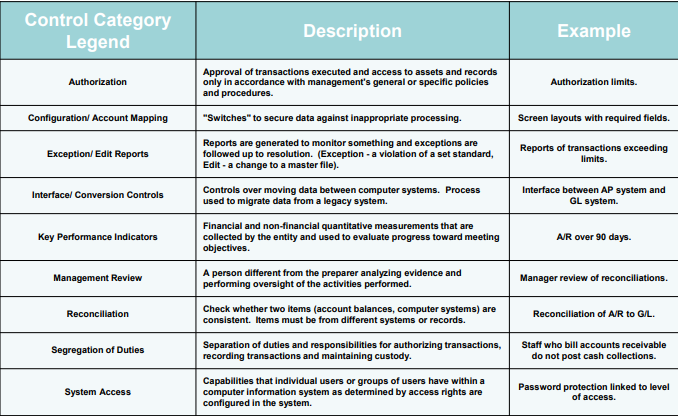 Control Category
Legend
Description
Example
Authorization
Approval of transactions executed and access to assets and records
only in accordance with management's general or specific policies
and procedures.
Authorization limits.
Configuration/ Account Mapping
"Switches" to secure data against inappropriate processing.
Screen layouts with required fields.
Exception/ Edit Reports
Reports are generated to monitor something and exceptions are
followed up to resolution. (Exception - a violation of a set standard,
Edit - a change to a master file).
Reports of transactions exceeding
limits.
Interface/ Conversion Controls
Controls over moving data between computer systems. Process
used to migrate data from a legacy system.
Interface between AP system and
GL system.
Key Performance Indicators
Financial and non-financial quantitative measurements that are
collected by the entity and used to evaluate progress toward meeting
objectives.
A/R over 90 days.
Management Review
A person different from the preparer analyzing evidence and
performing oversight of the activities performed.
Manager review of reconciliations.
Reconciliation
Check whether two items (account balances, computer systems) are
consistent. Items must be from different systems or records.
Reconciliation of A/R to G/L.
Segregation of Duties
Separation of duties and responsibilities for authorizing transactions,
recording transactions and maintaining custody.
Staff who bill accounts receivable
do not post cash collections.
System Access
Capabilities that individual users or groups of users have within a
computer information system as determined by access rights are
configured in the system.
Password protection linked to level
of access.